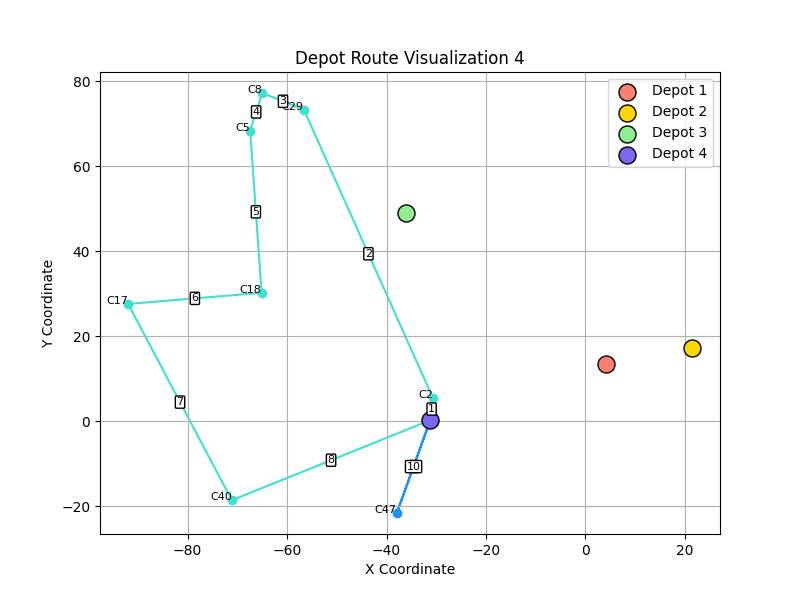 Depot Route Visualization 4
Depot 1
Depot 2
Depot 3
Depot 4
Y Coordinate
80
60
40
20
0
−20
−80
−60
−40
−20
0
20
X Coordinate
C8
3
C29
4
C5
5
2
C18
6
C17
C2
1
7
8
10
C40
C47